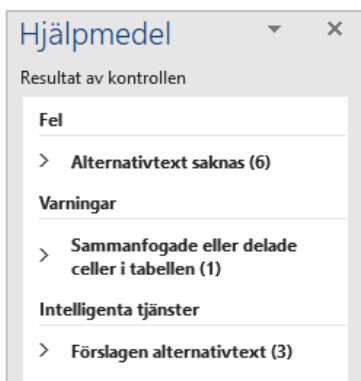 Hjälpmedel
Resultat av kontrollen
Fel
Alternativtext saknas (6)
Varningar
Sammanfogade eller delade
celler i tabellen (1)
Intelligenta tjänster
Förslagen alternativtext (3)